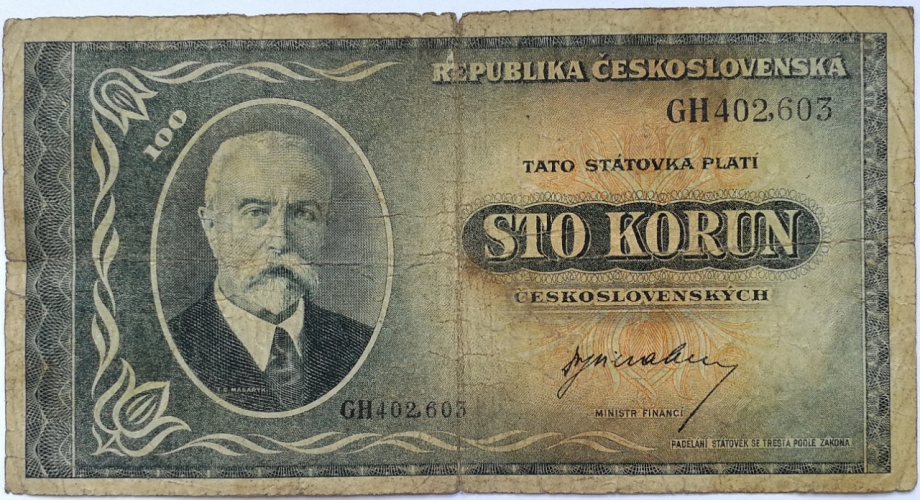 REPUBLIKA ČESKOSLOVENSKÁ
GH402,603
100
TATO STÁTOVKA PLATÍ
STO KORUN
ČESKOSLOVENSKÝCH
T. G. MASARYK
GH402,603
MINISTR FINANCÍ
PADĚLÁNÍ STÁTOVEK SE TRESTÁ PODLE ZÁKONA.